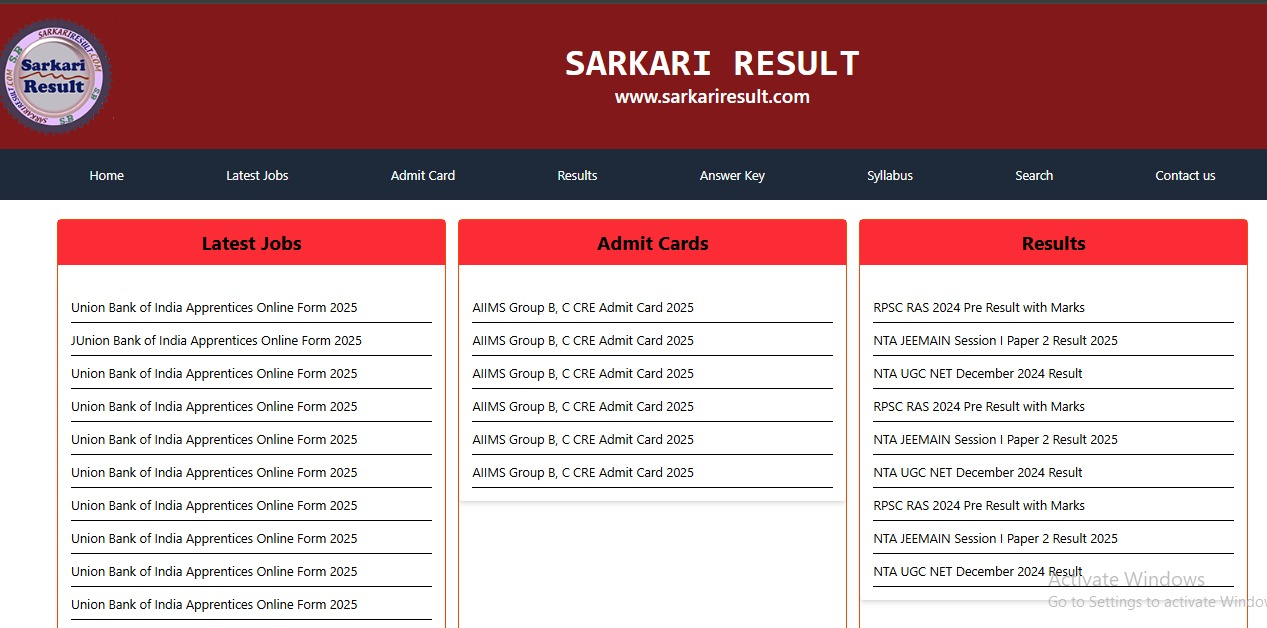 Sarkari
Result
SARKARIRESULT.COM
S.R
SARKARI RESULT
www.sarkariresult.com
Home Latest Jobs Admit Card Results Answer Key Syllabus Search Contact us
Latest Jobs
Union Bank of India Apprentices Online Form 2025
JUnion Bank of India Apprentices Online Form 2025
Union Bank of India Apprentices Online Form 2025
Union Bank of India Apprentices Online Form 2025
Union Bank of India Apprentices Online Form 2025
Union Bank of India Apprentices Online Form 2025
Union Bank of India Apprentices Online Form 2025
Union Bank of India Apprentices Online Form 2025
Union Bank of India Apprentices Online Form 2025
Union Bank of India Apprentices Online Form 2025
Admit Cards
AIIMS Group B, C CRE Admit Card 2025
AIIMS Group B, C CRE Admit Card 2025
AIIMS Group B, C CRE Admit Card 2025
AIIMS Group B, C CRE Admit Card 2025
AIIMS Group B, C CRE Admit Card 2025
AIIMS Group B, C CRE Admit Card 2025
Results
RPSC RAS 2024 Pre Result with Marks
NTA JEEMAIN Session I Paper 2 Result 2025
NTA UGC NET December 2024 Result
RPSC RAS 2024 Pre Result with Marks
NTA JEEMAIN Session I Paper 2 Result 2025
NTA UGC NET December 2024 Result
RPSC RAS 2024 Pre Result with Marks
NTA JEEMAIN Session I Paper 2 Result 2025
NTA UGC NET December 2024 Result
Activate Windows
Go to Settings to activate Window